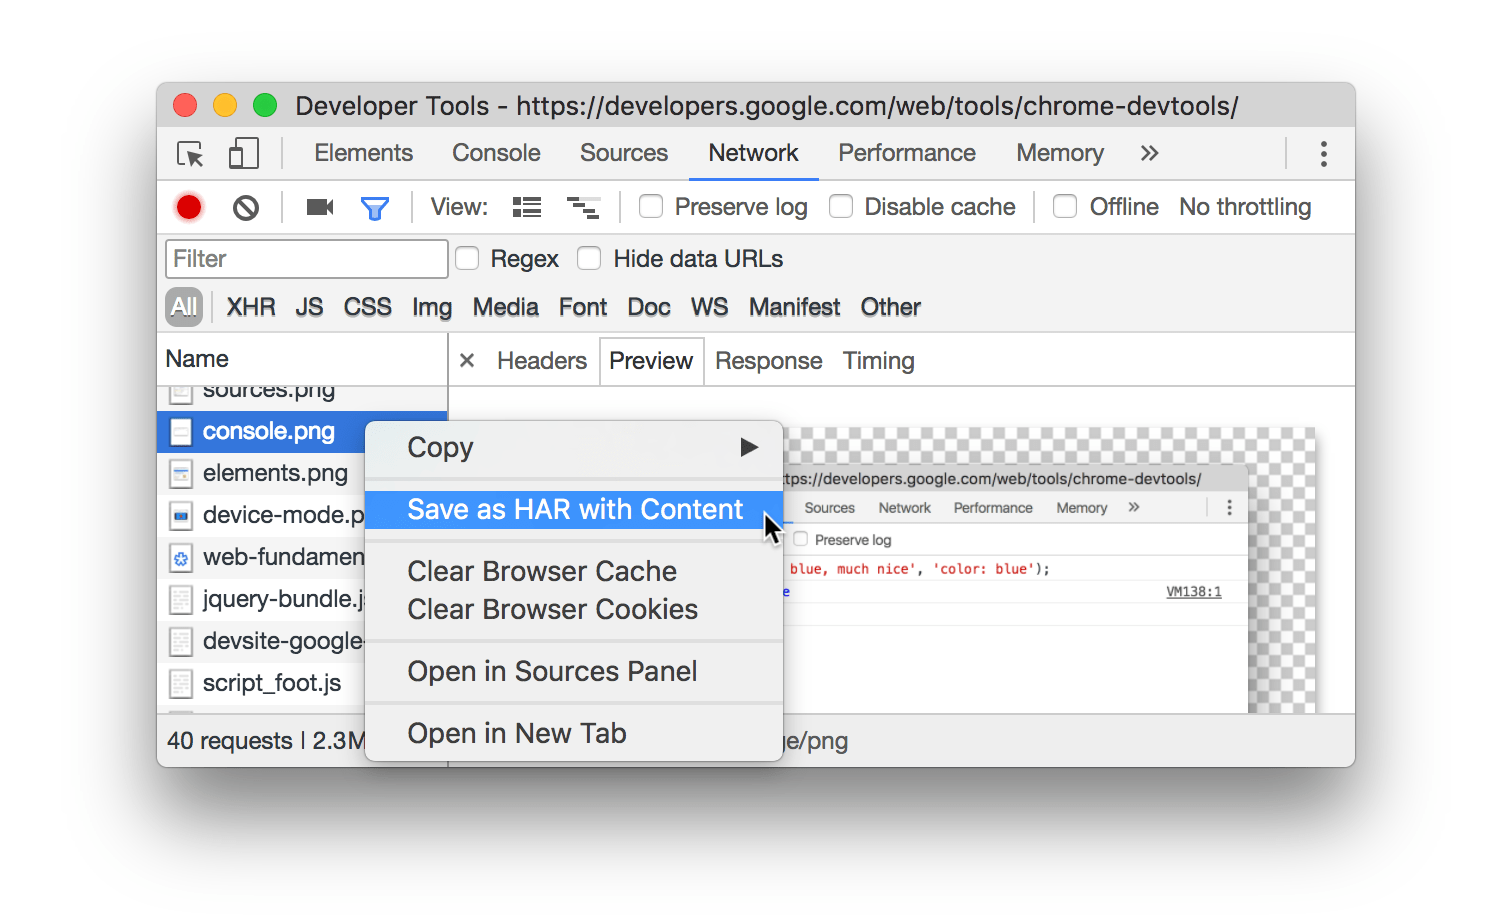 Developer Tools - https://developers.google.com/web/tools/chrome-devtools/
Elements Console Sources Network Performance Memory »
View: Preserve log Disable cache Offline No throttling
Filter Regex Hide data URLs
All XHR JS CSS Img Media Font Doc WS Manifest Other
Name × Headers Preview Response Timing
sources.png
console.png
elements.png
device-mode.p
web-fundamen
jquery-bundle.j
devsite-google-
script_foot.js
40 requests | 2.3M
Copy
Save as HAR with Content
Clear Browser Cache
Clear Browser Cookies
Open in Sources Panel
Open in New Tab
tps://developers.google.com/web/tools/chrome-devtools/
Sources Network Performance Memory »
Preserve log
blue, much nice', 'color: blue');
e VM138:1
ge/png